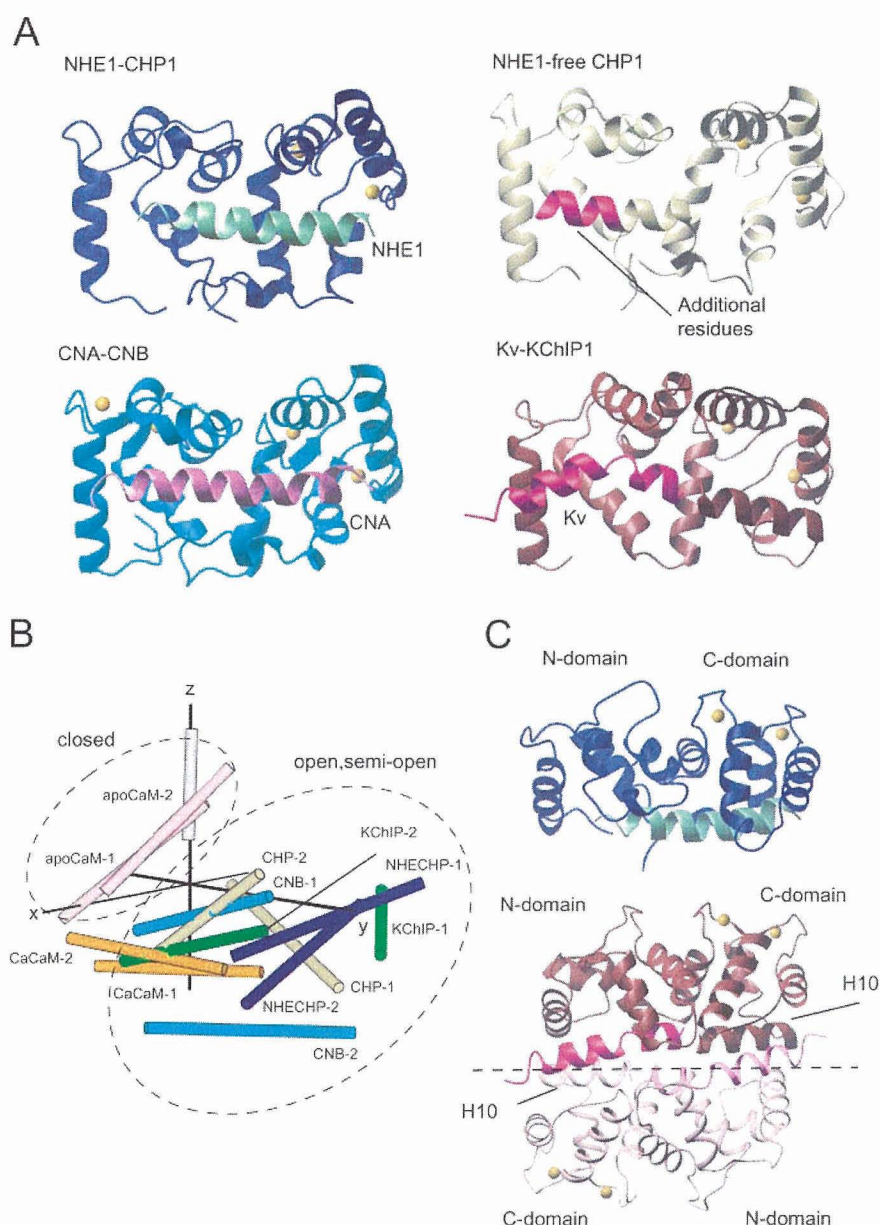 A
NHE1-CHP1
NHE1-free CHP1
NHE1
Additional
residues
CNA-CNB
Kv-KChIP1
CNA
Kv
B
z
closed
open,semi-open
apoCaM-2
KChIP-2
apoCaM-1
CHP-2
NHECHP-1
CNB-1
x
y
KChIP-1
CaCaM-2
CaCaM-1
CHP-1
NHECHP-2
CNB-2
C
N-domain
C-domain
N-domain
C-domain
H10
H10
C-domain
N-domain